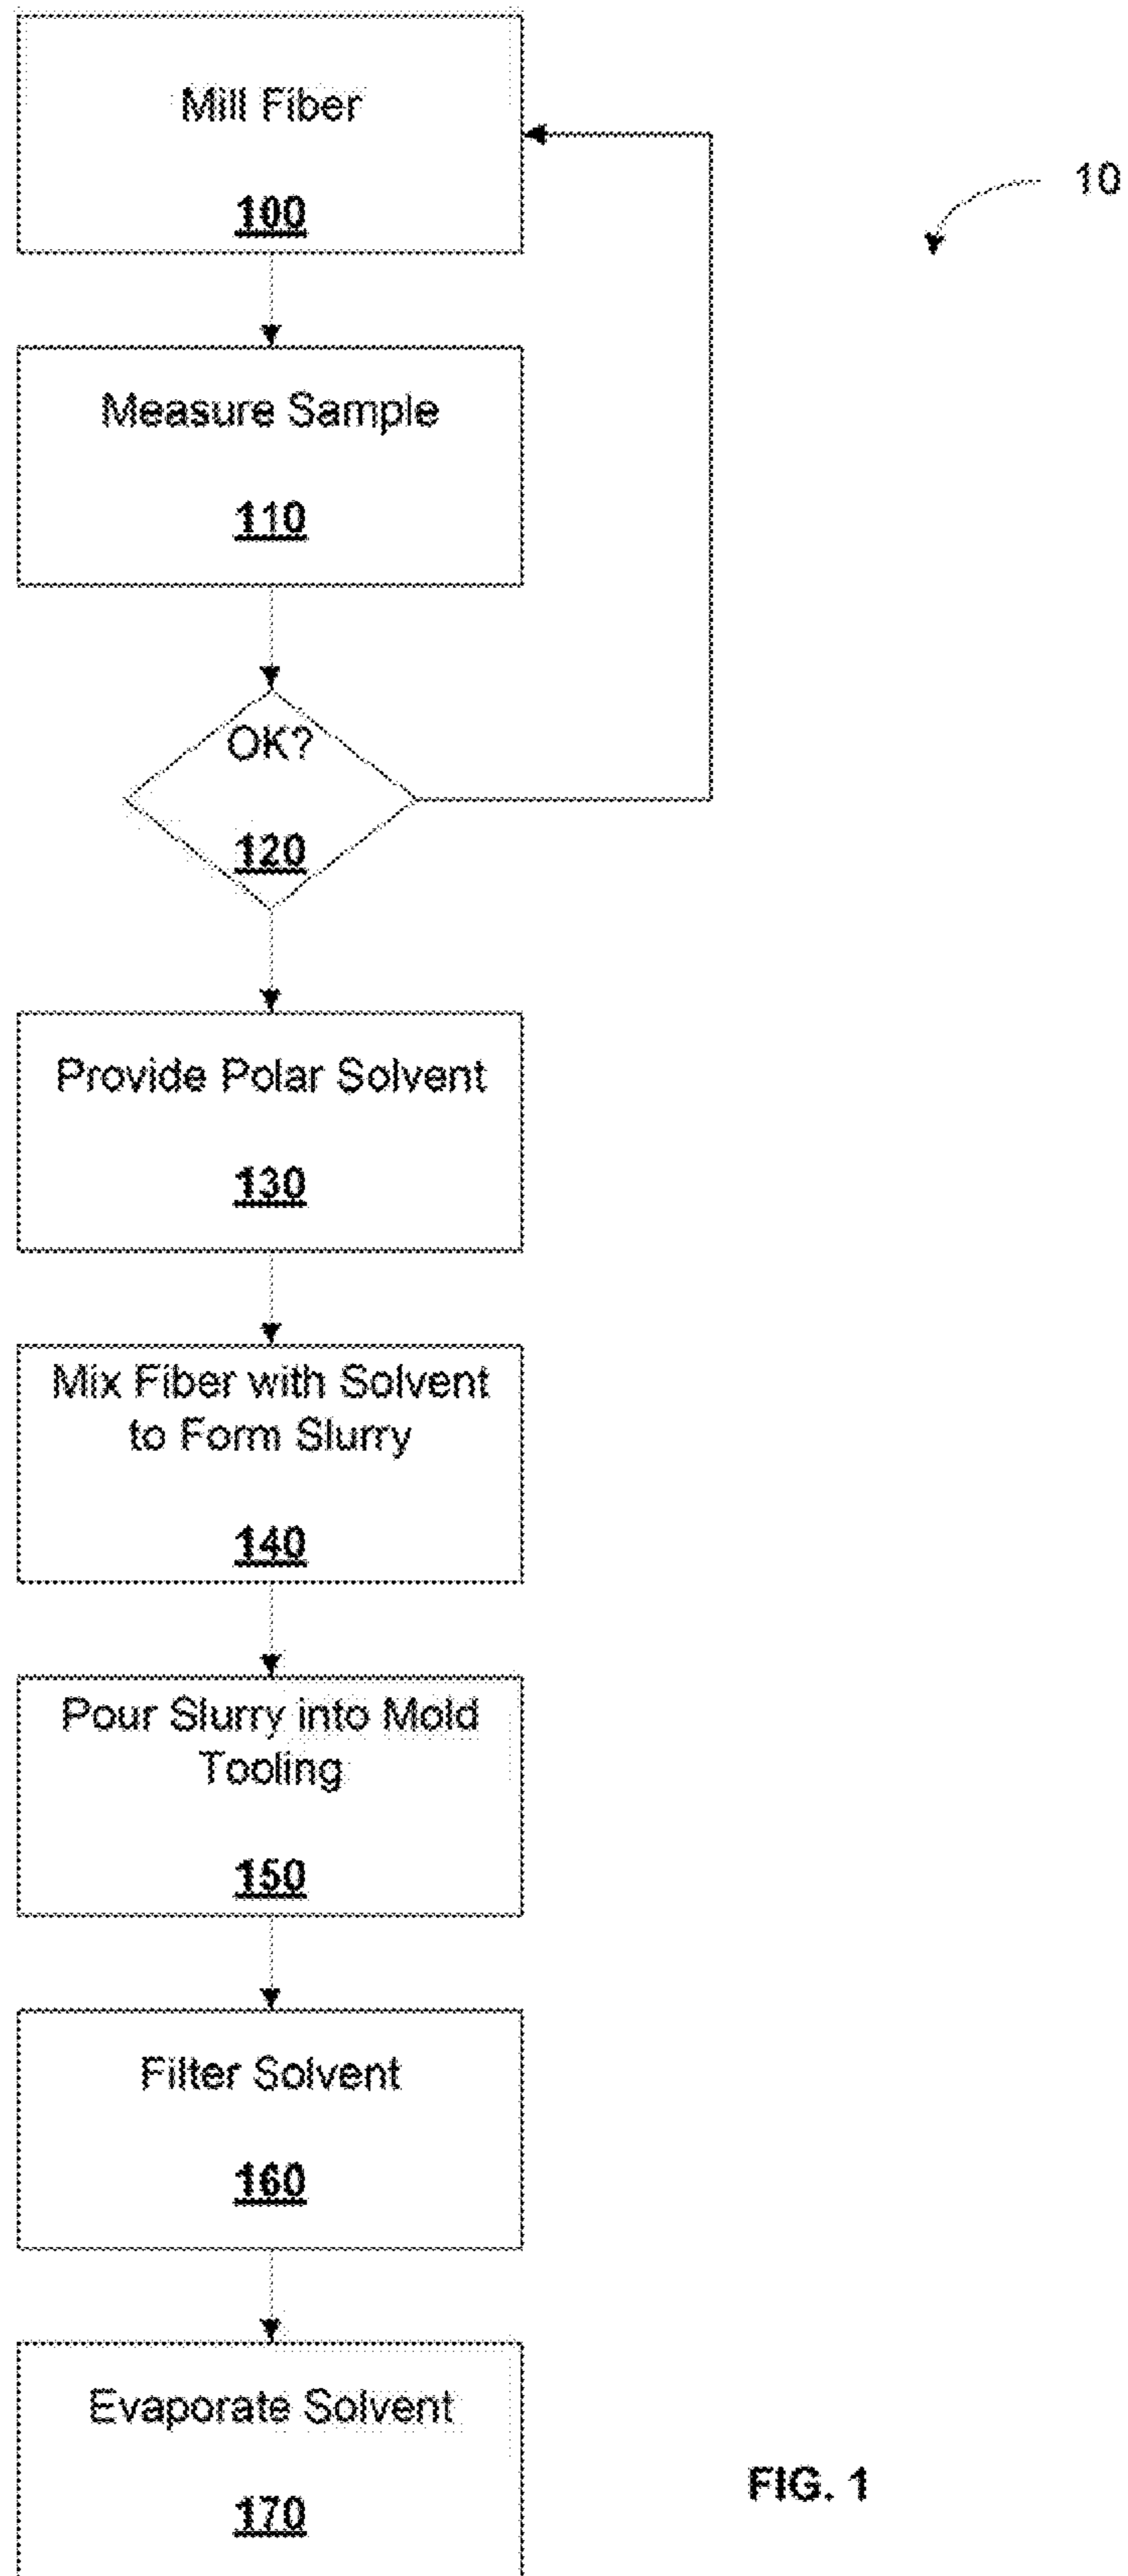 Mill Fiber
100
10
Measure Sample
110
OK?
120
Provide Polar Solvent
130
Mix Fiber with Solvent
to Form Slurry
140
Pour Slurry into Mold
Tooling
150
Filter Solvent
160
Evaporate Solvent
170
FIG. 1